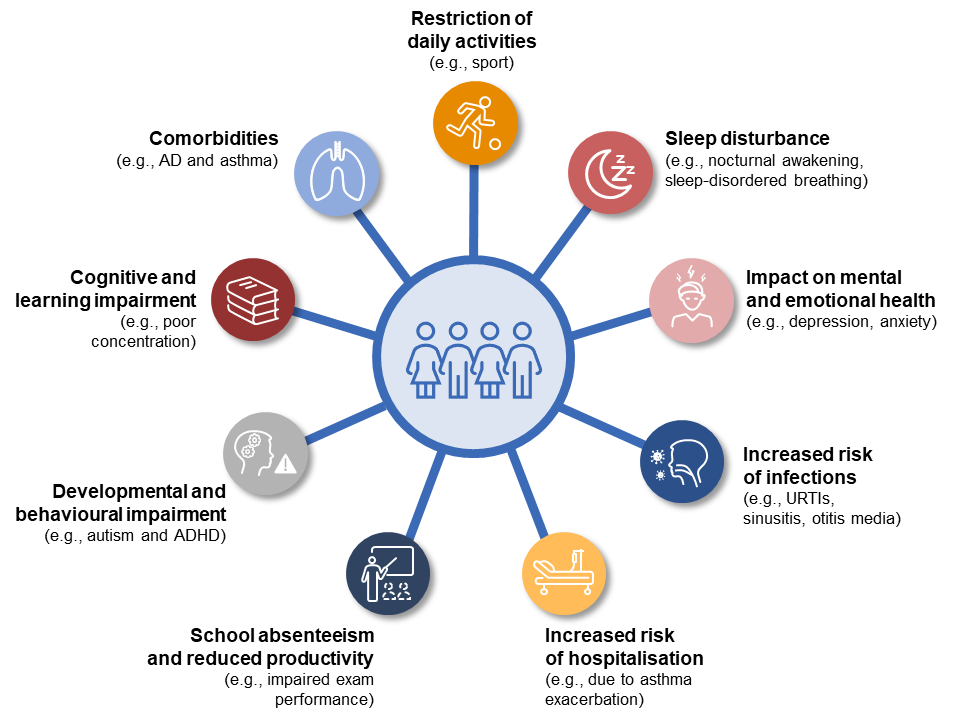 Restriction of
daily activities
(e.g., sport)
Sleep disturbance
(e.g., nocturnal awakening,
sleep-disordered breathing)
Impact on mental
and emotional health
(e.g., depression, anxiety)
Increased risk
of infections
(e.g., URTIs,
sinusitis, otitis media)
Increased risk
of hospitalisation
(e.g., due to asthma
exacerbation)
School absenteeism
and reduced productivity
(e.g., impaired exam
performance)
Developmental and
behavioural impairment
(e.g., autism and ADHD)
Cognitive and
learning impairment
(e.g., poor
concentration)
Comorbidities
(e.g., AD and asthma)
z
Z
z